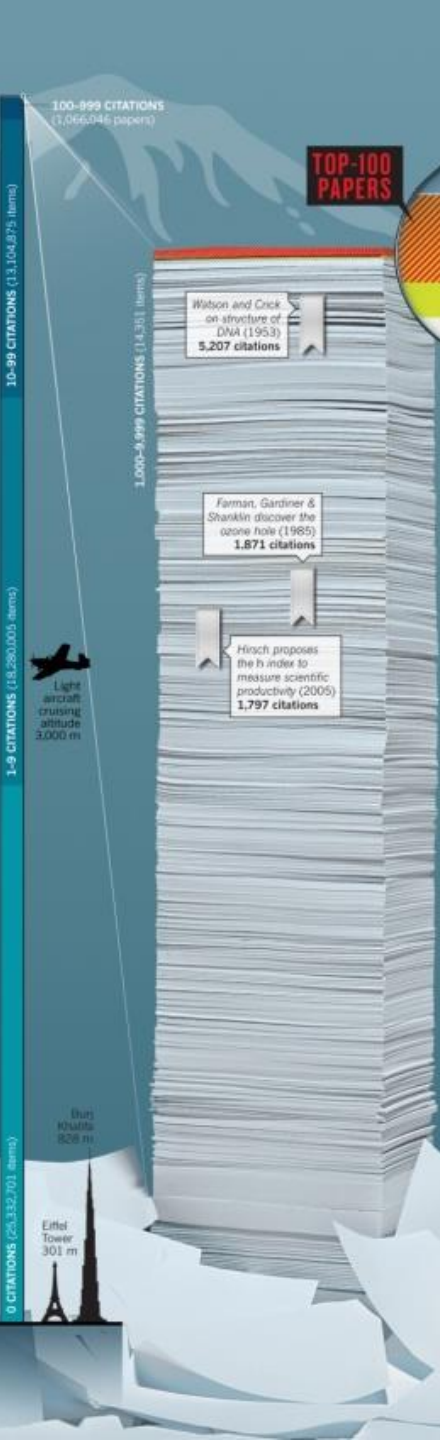 100–999 CITATIONS
(1,066,046 papers)
TOP-100
PAPERS
10–99 CITATIONS (13,104,875 items)
1,000–9,999 CITATIONS (14,351 items)
Watson and Crick
on structure of
DNA (1953)
5,207 citations
Farman, Gardiner &
Shanklin discover the
ozone hole (1985)
1,871 citations
Hirsch proposes
the h index to
measure scientific
productivity (2005)
1,797 citations
1–9 CITATIONS (18,280,005 items)
Light
aircraft
cruising
altitude
3,000 m
Burj
Khalifa
828 m
Eiffel
Tower
301 m
0 CITATIONS (25,332,701 items)